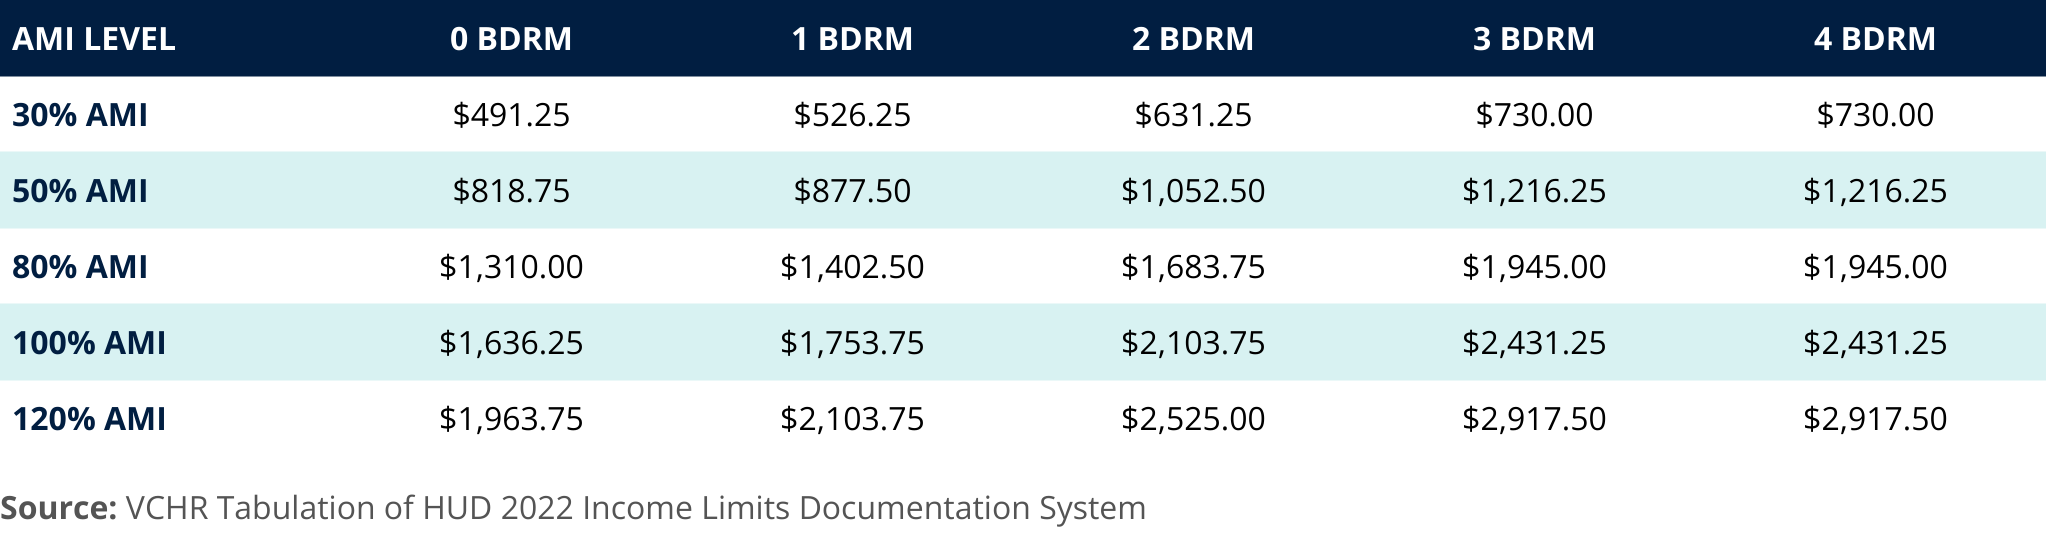 AMI LEVEL 0 BDRM 1 BDRM 2 BDRM 3 BDRM 4 BDRM
30% AMI $491.25 $526.25 $631.25 $730.00 $730.00
50% AMI $818.75 $877.50 $1,052.50 $1,216.25 $1,216.25
80% AMI $1,310.00 $1,402.50 $1,683.75 $1,945.00 $1,945.00
100% AMI $1,636.25 $1,753.75 $2,103.75 $2,431.25 $2,431.25
120% AMI $1,963.75 $2,103.75 $2,525.00 $2,917.50 $2,917.50
Source: VCHR Tabulation of HUD 2022 Income Limits Documentation System